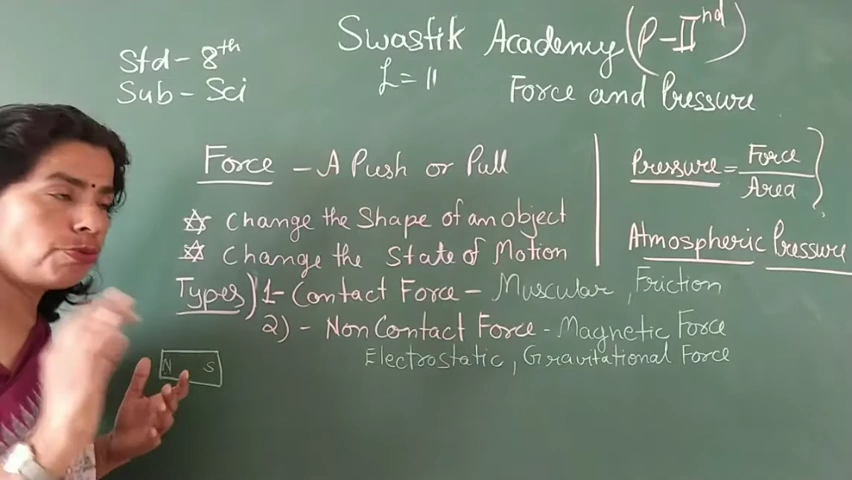 Swastik Academy (P-IInd)
Std - 8th
Sub - Sci
L = 11
Force and Pressure
Force - A Push or Pull
Change the Shape of an object
Change the State of Motion
Types) 1- Contact Force - Muscular, Friction
2) - Non Contact Force - Magnetic Force
Electrostatic, Gravitational Force
N S
Pressure = Force / Area
Atmospheric Pressure